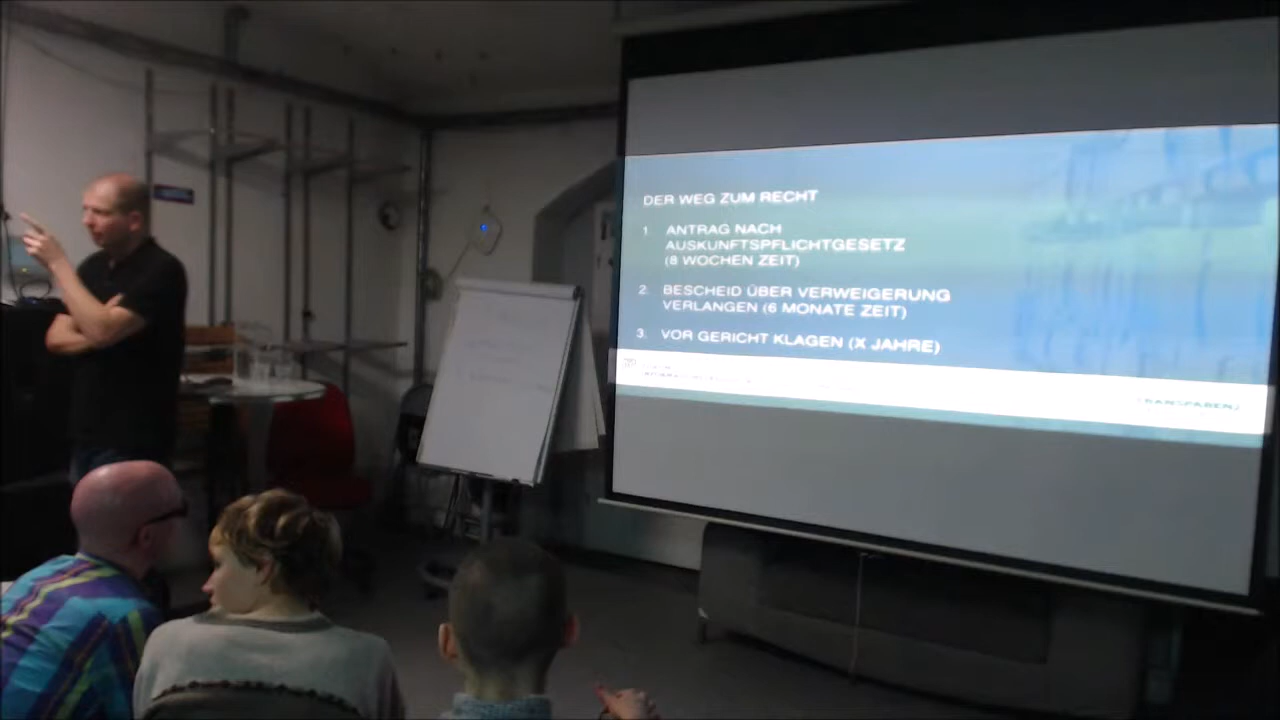 DER WEG ZUM RECHT
1. ANTRAG NACH
AUSKUNFTSPFLICHTGESETZ
(8 WOCHEN ZEIT)
2. BESCHEID ÜBER VERWEIGERUNG
VERLANGEN (6 MONATE ZEIT)
3. VOR GERICHT KLAGEN (X JAHRE)
TRANSPARENZ